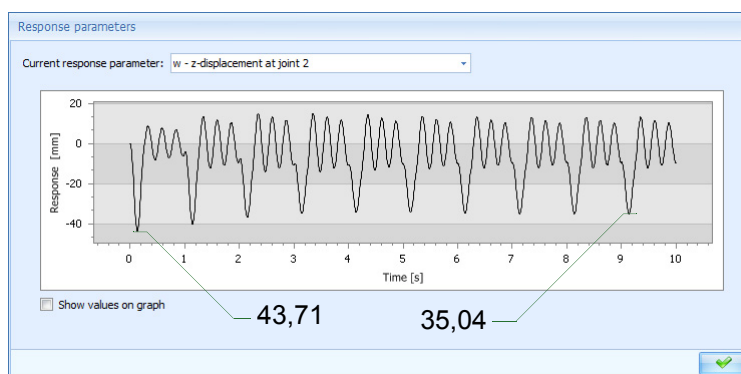 Response parameters
Current response parameter: w - z-displacement at joint 2
20
0
-20
-40
Response [mm]
0 1 2 3 4 5 6 7 8 9 10
Time [s]
Show values on graph
43,71
35,04